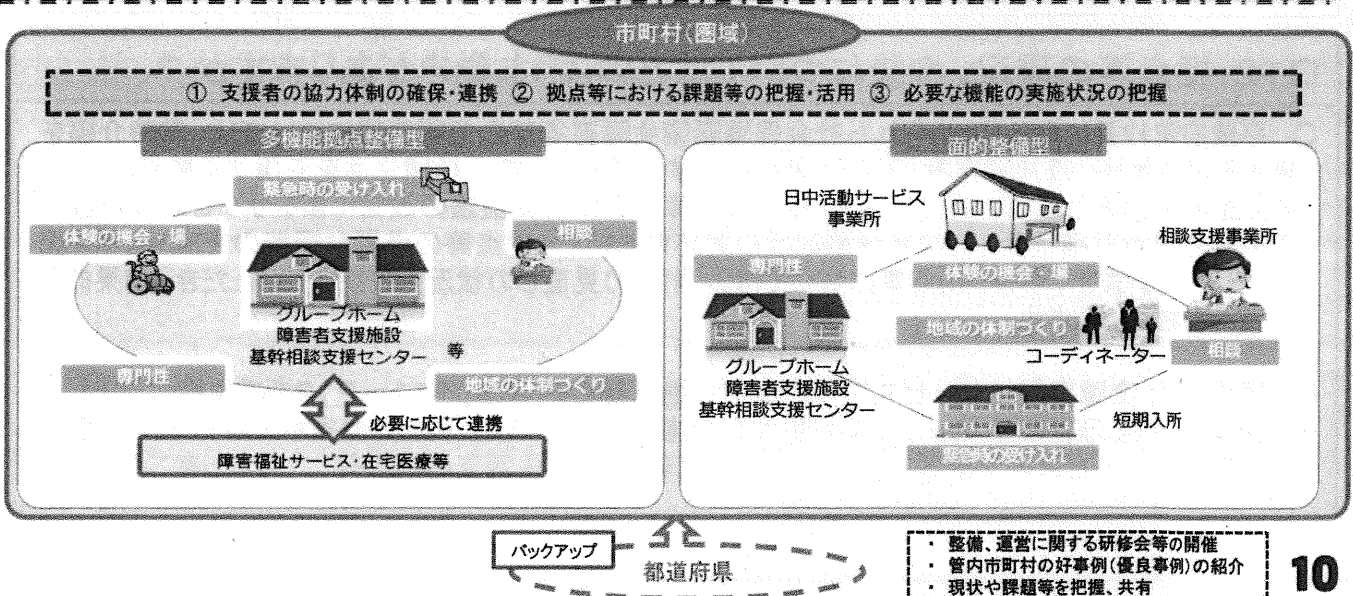 市町村(圏域)
① 支援者の協力体制の確保・連携 ② 拠点等における課題等の把握・活用 ③ 必要な機能の実施状況の把握
多機能拠点整備型
緊急時の受け入れ
体験の機会・場
相談
グループホーム
障害者支援施設
基幹相談支援センター 等
専門性
地域の体制づくり
必要に応じて連携
障害福祉サービス・在宅医療等
面的整備型
日中活動サービス
事業所
相談支援事業所
専門性
体験の機会・場
地域の体制づくり
コーディネーター
相談
グループホーム
障害者支援施設
基幹相談支援センター
短期入所
緊急時の受け入れ
バックアップ
都道府県
・ 整備、運営に関する研修会等の開催
・ 管内市町村の好事例(優良事例)の紹介
・ 現状や課題等を把握、共有
10